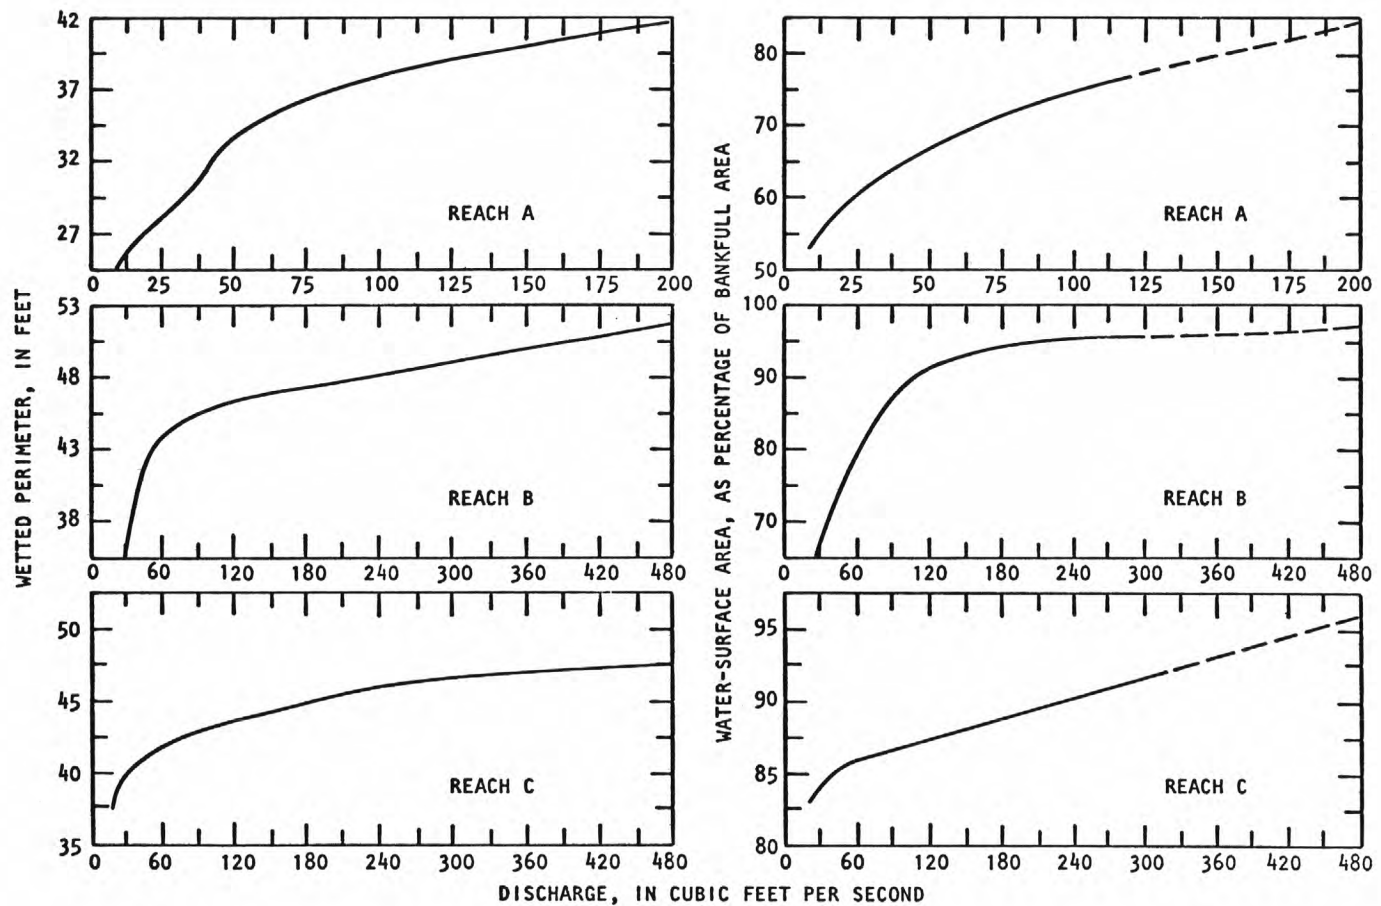 42
37
32
27
REACH A
0 25 50 75 100 125 150 175 200
53
48
43
38
REACH B
0 60 120 180 240 300 360 420 480
50
45
40
35
REACH C
0 60 120 180 240 300 360 420 480
WETTED PERIMETER, IN FEET
80
70
60
50
REACH A
0 25 50 75 100 125 150 175 200
100
90
80
70
REACH B
0 60 120 180 240 300 360 420 480
95
90
85
80
REACH C
0 60 120 180 240 300 360 420 480
WATER-SURFACE AREA, AS PERCENTAGE OF BANKFULL AREA
DISCHARGE, IN CUBIC FEET PER SECOND